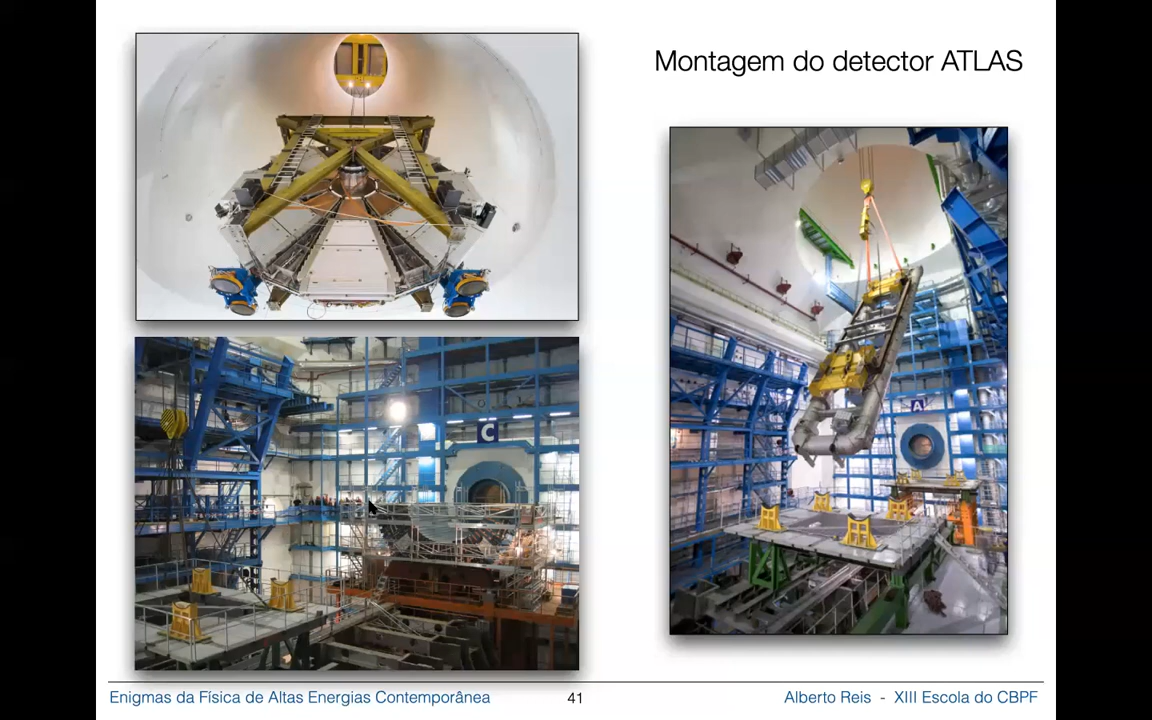 Montagem do detector ATLAS
C
A
Enigmas da Física de Altas Energias Contemporânea
41
Alberto Reis - XIII Escola do CBPF